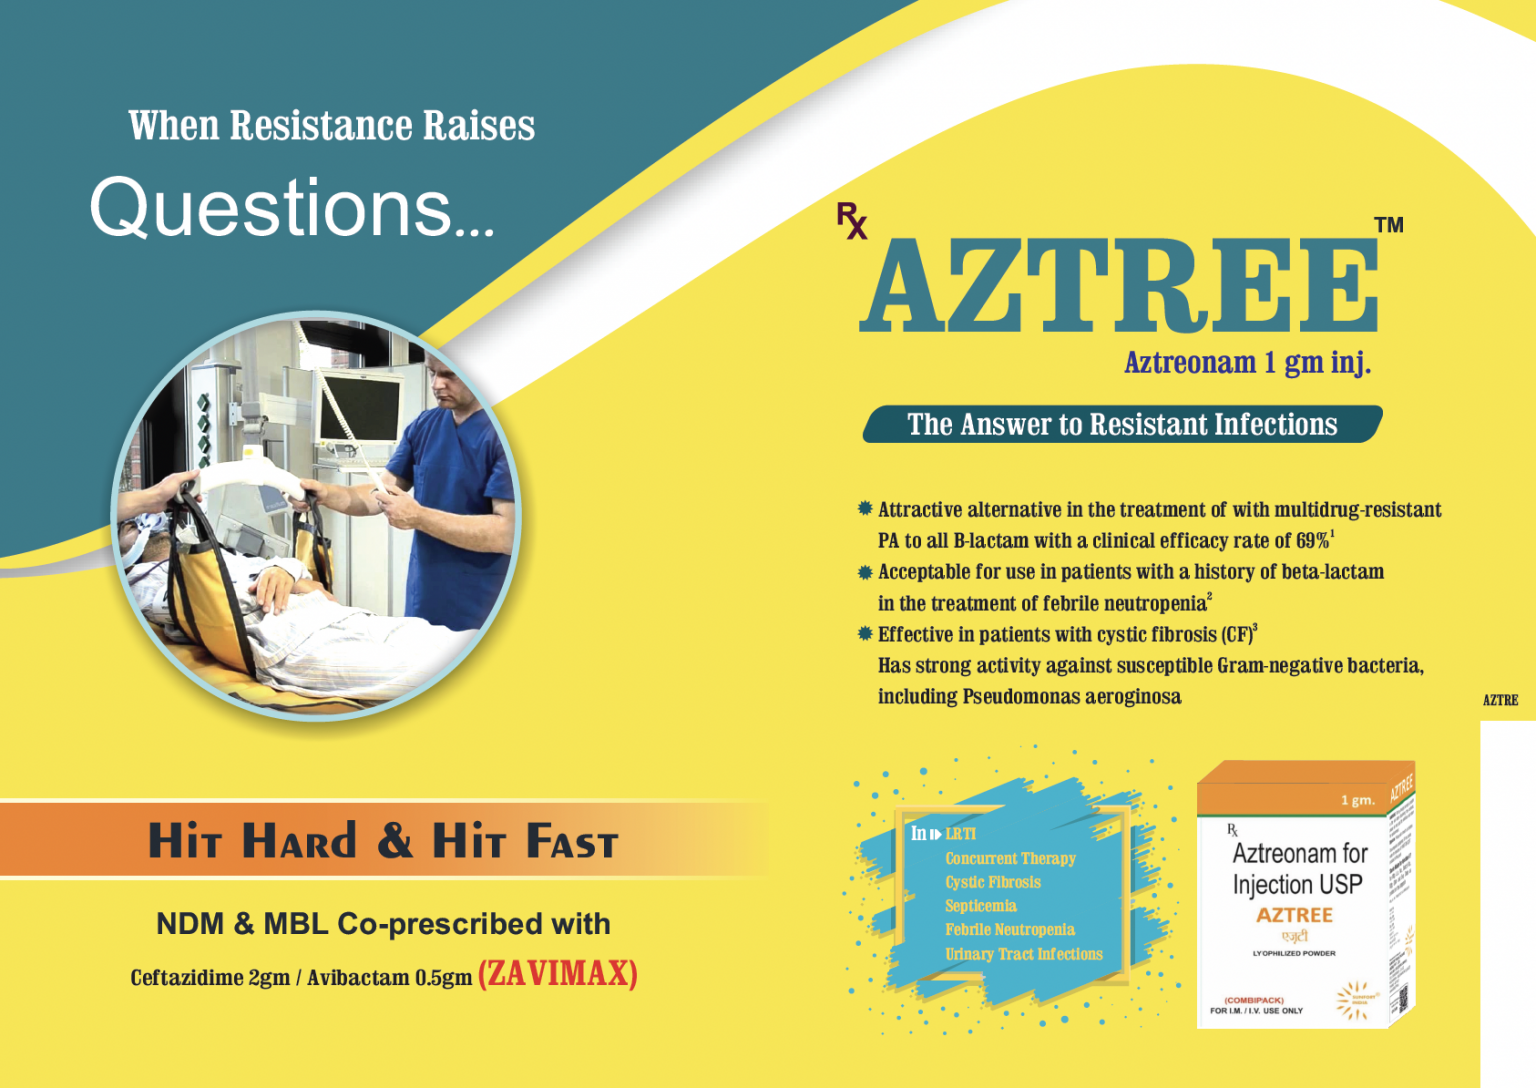 When Resistance Raises
Questions...
Hit Hard & Hit Fast
NDM & MBL Co-prescribed with
Ceftazidime 2gm / Avibactam 0.5gm (ZAVIMAX)
Rx
AZTREE™
Aztreonam 1 gm inj.
The Answer to Resistant Infections
Attractive alternative in the treatment of with multidrug-resistant
PA to all B-lactam with a clinical efficacy rate of 69%¹
Acceptable for use in patients with a history of beta-lactam
in the treatment of febrile neutropenia²
Effective in patients with cystic fibrosis (CF)³
Has strong activity against susceptible Gram-negative bacteria,
including Pseudomonas aeroginosa
AZTRE
In LRTI
Concurrent Therapy
Cystic Fibrosis
Septicemia
Febrile Neutropenia
Urinary Tract Infections
1 gm.
AZTREE
Rx
Aztreonam for
Injection USP
AZTREE
एज़्टी
LYOPHILIZED POWDER
(COMBIPACK)
FOR I.M. / I.V. USE ONLY